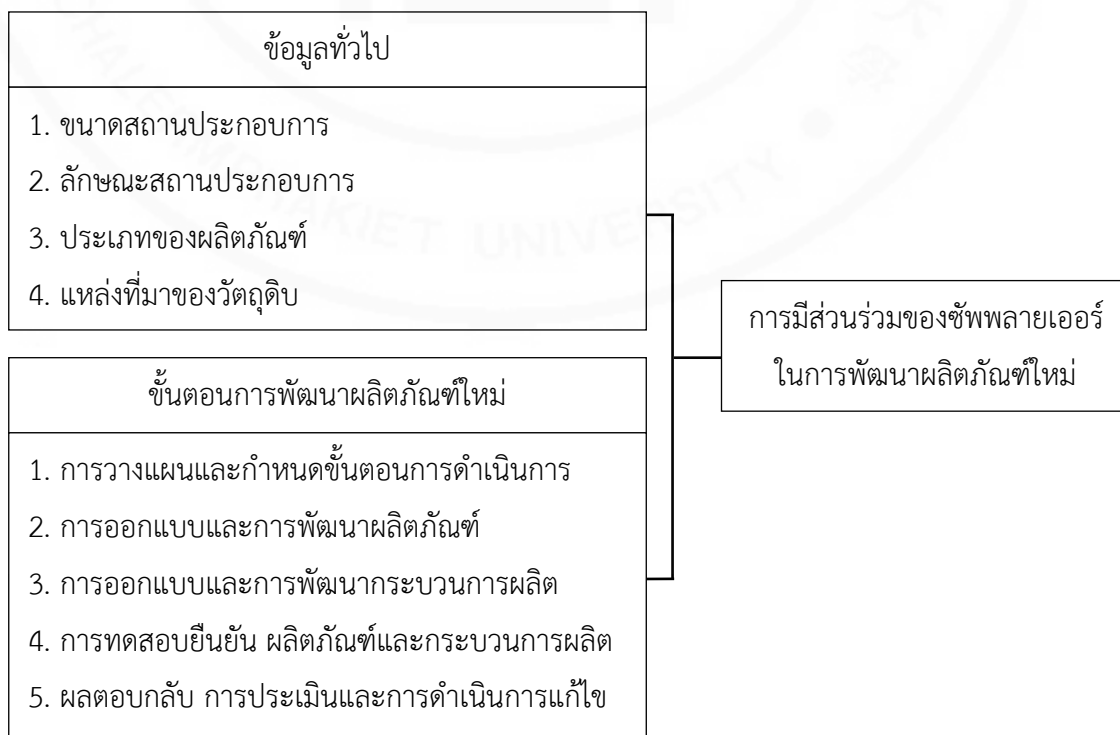 ข้อมูลทั่วไป
1. ขนาดสถานประกอบการ
2. ลักษณะสถานประกอบการ
3. ประเภทของผลิตภัณฑ์
4. แหล่งที่มาของวัตถุดิบ
การมีส่วนร่วมของซัพพลายเออร์
ในการพัฒนาผลิตภัณฑ์ใหม่
ขั้นตอนการพัฒนาผลิตภัณฑ์ใหม่
1. การวางแผนและกำหนดขั้นตอนการดำเนินการ
2. การออกแบบและการพัฒนาผลิตภัณฑ์
3. การออกแบบและการพัฒนากระบวนการผลิต
4. การทดสอบยืนยัน ผลิตภัณฑ์และกระบวนการผลิต
5. ผลตอบกลับ การประเมินและการดำเนินการแก้ไข
UNIVERSITY